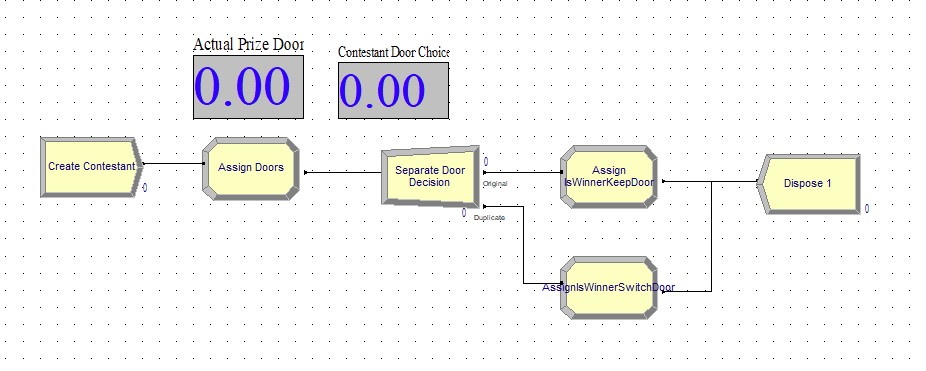 Actual Prize Door
Contestant Door Choice
0.00
0.00
Create Contestant
0
Assign Doors
Separate Door
Decision
0
Original
0
Duplicate
Assign
IsWinnerKeepDoor
AssignIsWinnerSwitchDoor
Dispose 1
0